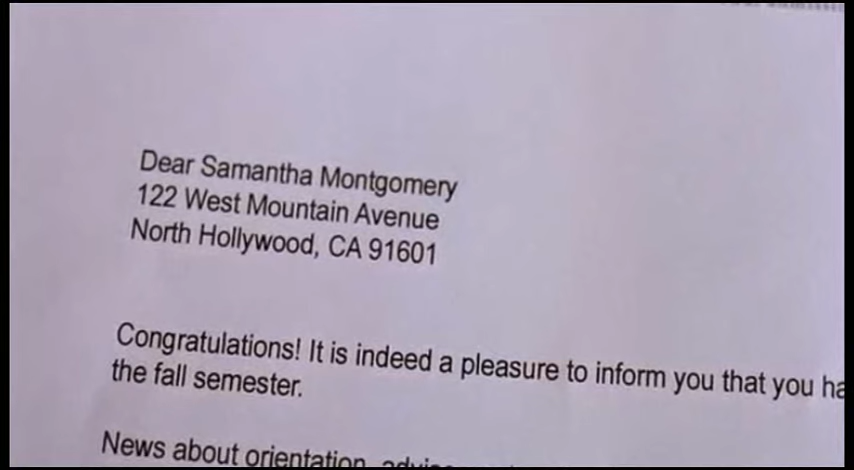 Dear Samantha Montgomery
122 West Mountain Avenue
North Hollywood, CA 91601
Congratulations! It is indeed a pleasure to inform you that you ha
the fall semester.
News about orientation,